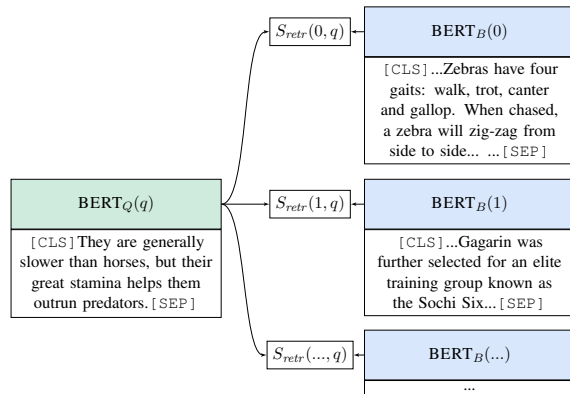 S_retr(0, q)
BERT_B(0)
[CLS]...Zebras have four
gaits: walk, trot, canter
and gallop. When chased,
a zebra will zig-zag from
side to side... ...[SEP]
BERT_Q(q)
[CLS]They are generally
slower than horses, but their
great stamina helps them
outrun predators.[SEP]
S_retr(1, q)
BERT_B(1)
[CLS]...Gagarin was
further selected for an elite
training group known as
the Sochi Six...[SEP]
S_retr(..., q)
BERT_B(...)
...